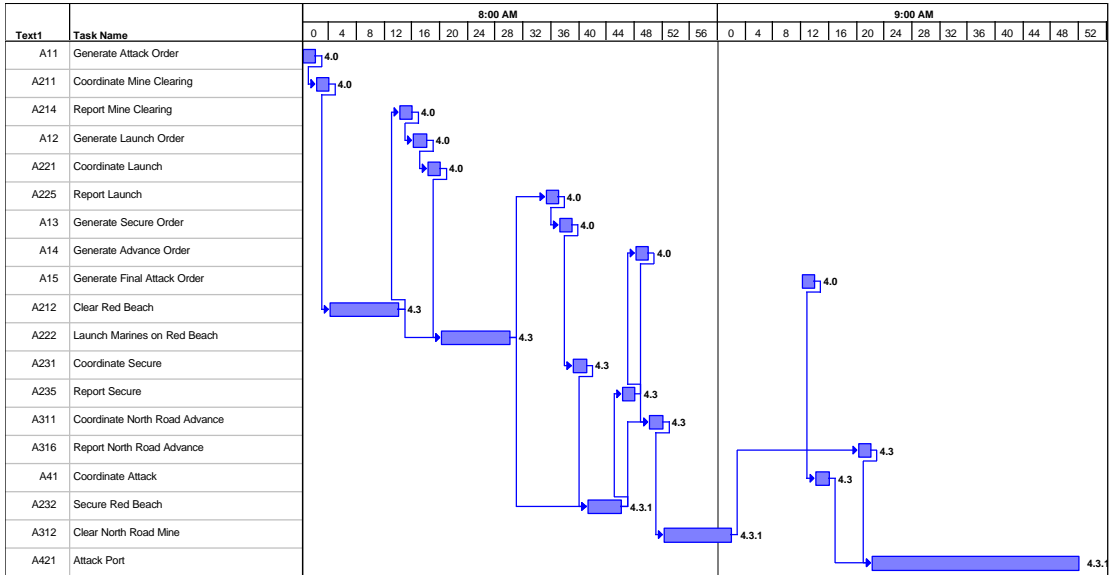 8:00 AM 9:00 AM
Text1 Task Name 0 4 8 12 16 20 24 28 32 36 40 44 48 52 56 0 4 8 12 16 20 24 28 32 36 40 44 48 52
A11 Generate Attack Order 4.0
A211 Coordinate Mine Clearing 4.0
A214 Report Mine Clearing 4.0
A12 Generate Launch Order 4.0
A221 Coordinate Launch 4.0
A225 Report Launch 4.0
A13 Generate Secure Order 4.0
A14 Generate Advance Order 4.0
A15 Generate Final Attack Order 4.0
A212 Clear Red Beach 4.3
A222 Launch Marines on Red Beach 4.3
A231 Coordinate Secure 4.3
A235 Report Secure 4.3
A311 Coordinate North Road Advance 4.3
A316 Report North Road Advance 4.3
A41 Coordinate Attack 4.3
A232 Secure Red Beach 4.3.1
A312 Clear North Road Mine 4.3.1
A421 Attack Port 4.3.1